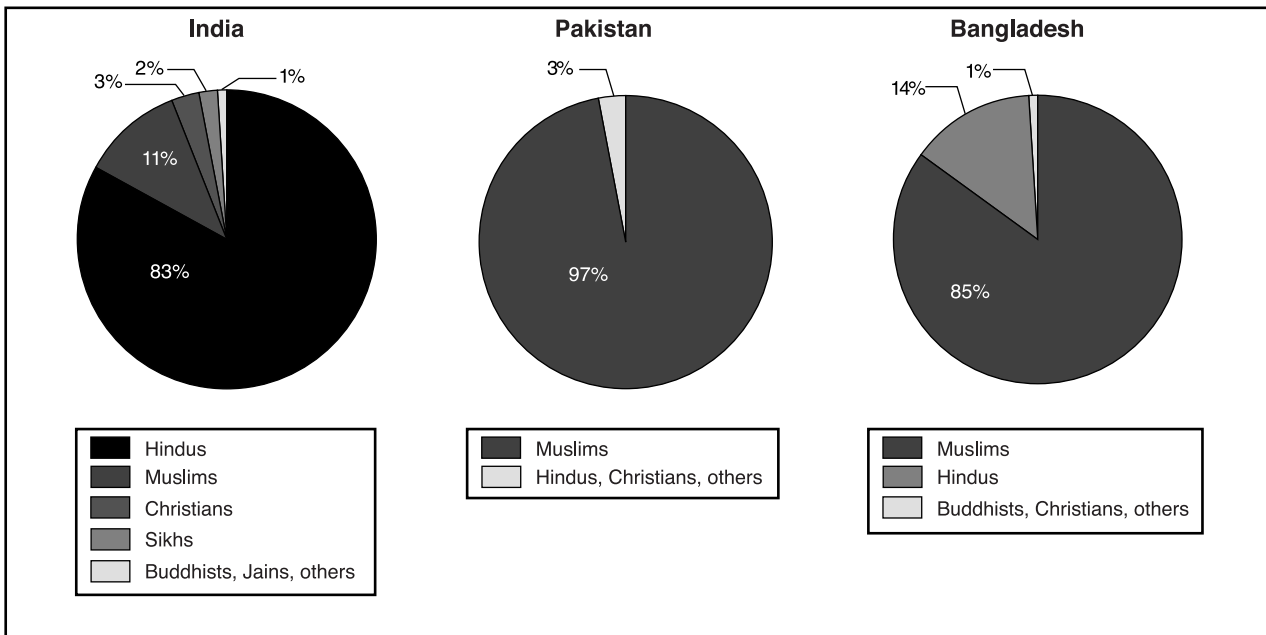 India
2%
3%
1%
11%
83%
Hindus
Muslims
Christians
Sikhs
Buddhists, Jains, others
Pakistan
3%
97%
Muslims
Hindus, Christians, others
Bangladesh
1%
14%
85%
Muslims
Hindus
Buddhists, Christians, others